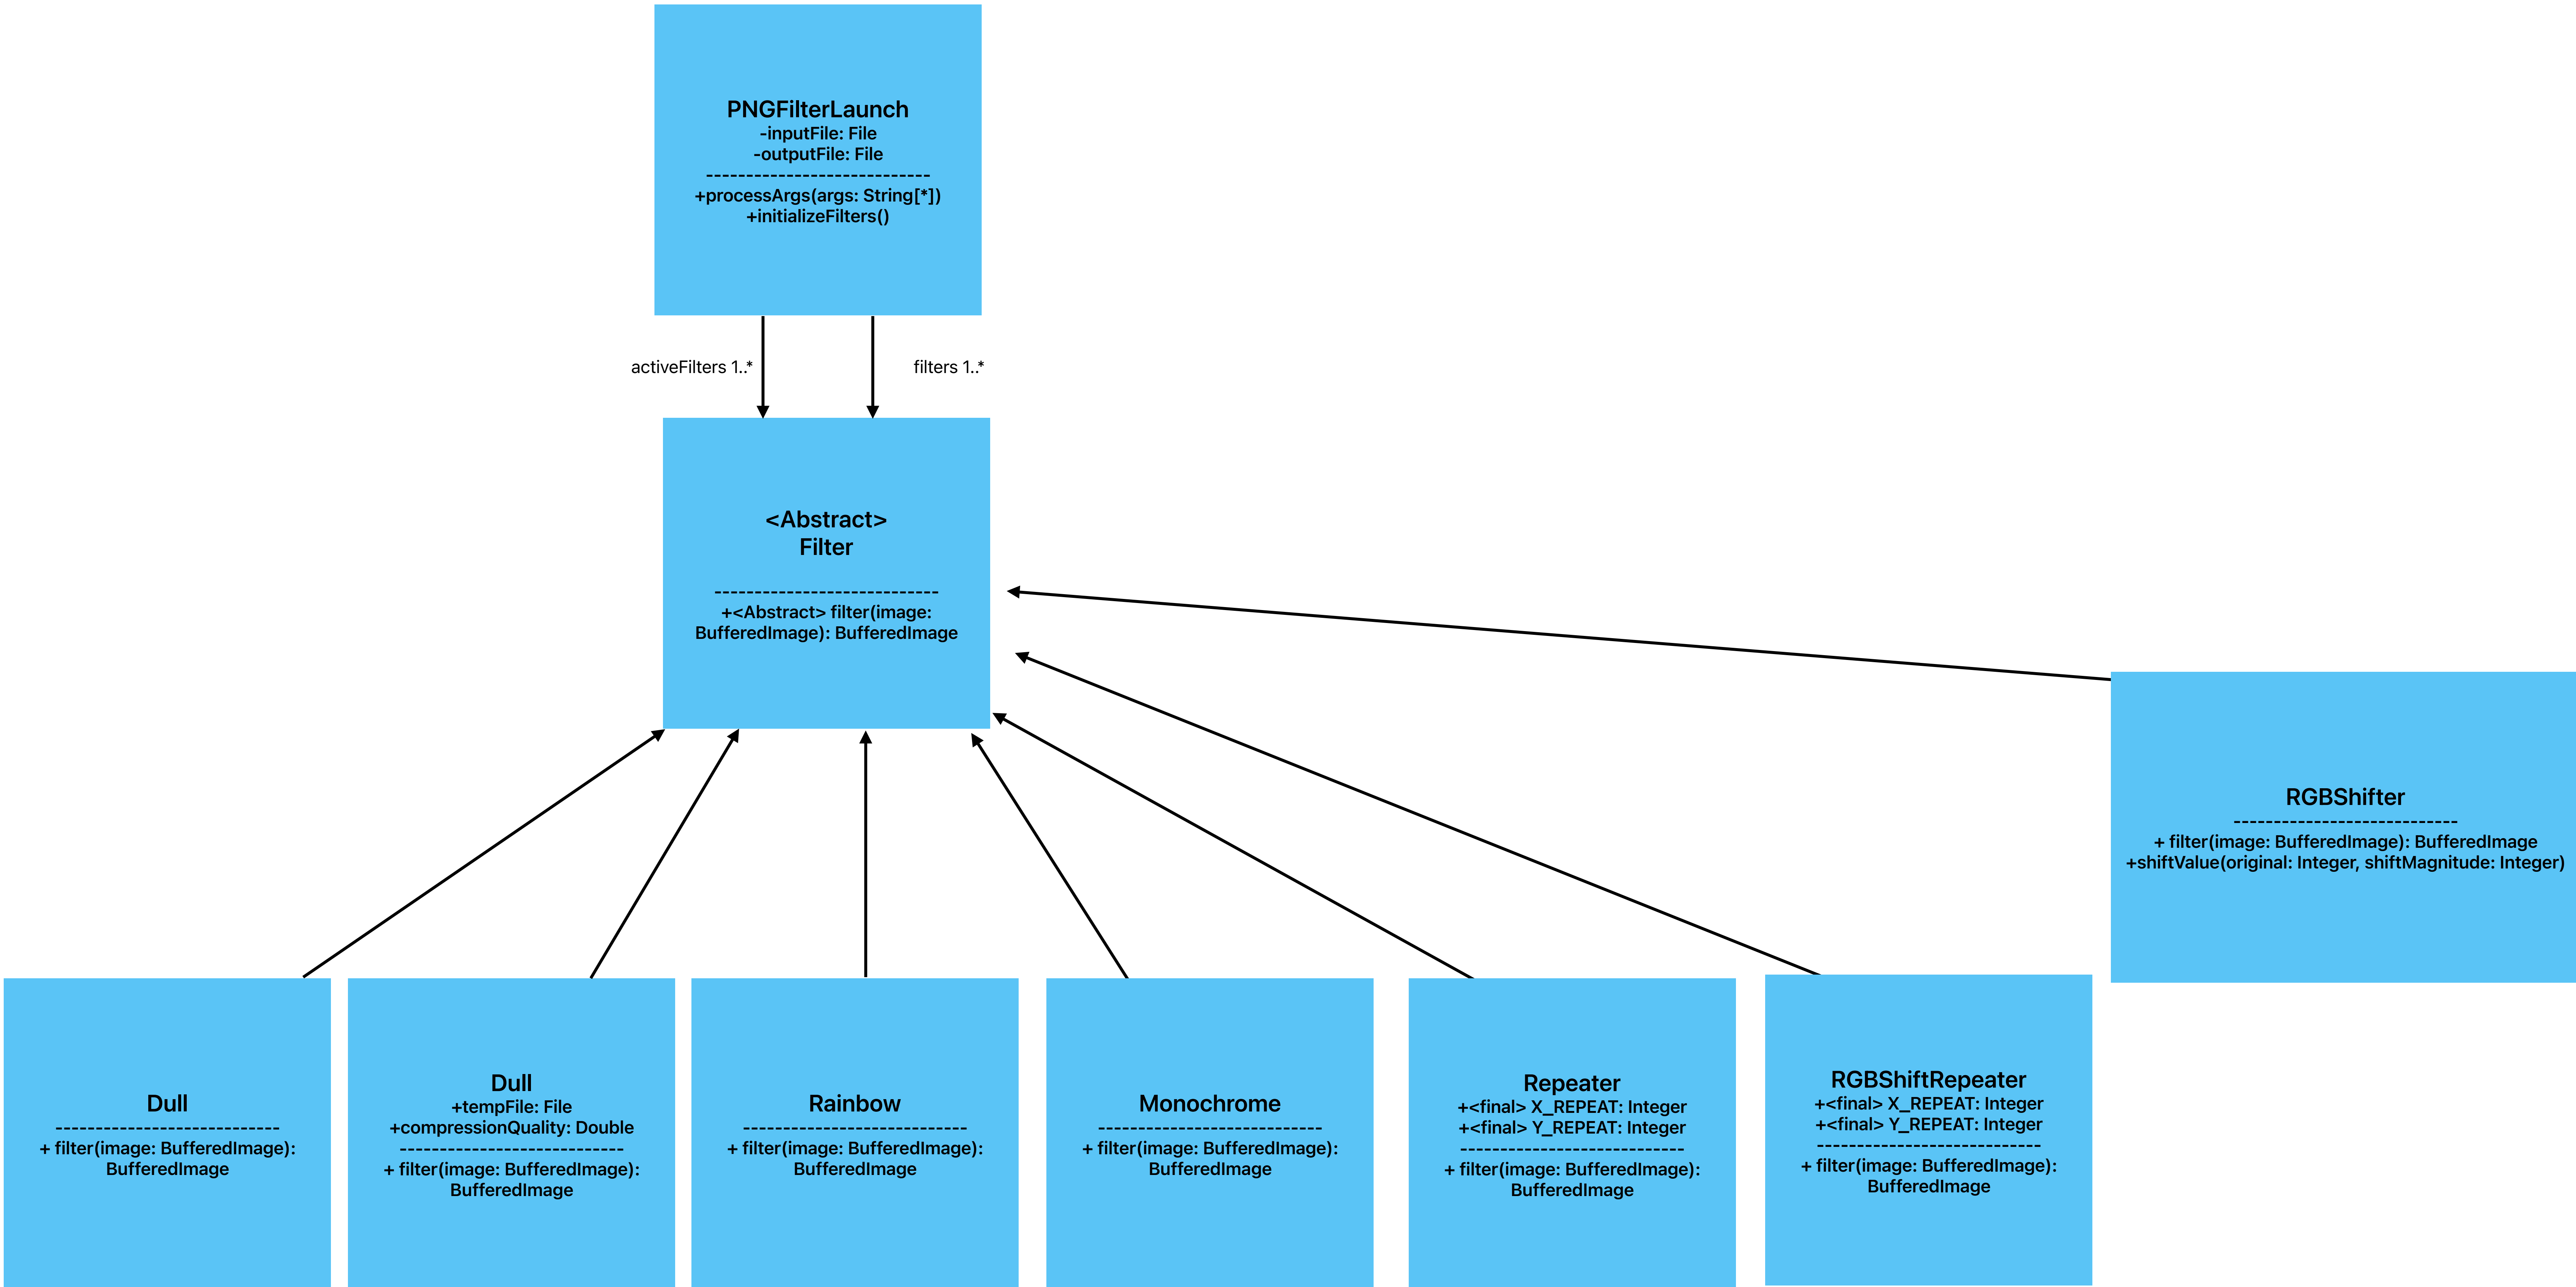 PNGFilterLaunch
-inputFile: File
-outputFile: File
----------------------------
+processArgs(args: String[*])
+initializeFilters()
activeFilters 1..*
filters 1..*
<Abstract>
Filter
----------------------------
+<Abstract> filter(image:
BufferedImage): BufferedImage
RGBShifter
----------------------------
+ filter(image: BufferedImage): BufferedImage
+shiftValue(original: Integer, shiftMagnitude: Integer)
Dull
----------------------------
+ filter(image: BufferedImage):
BufferedImage
Dull
+tempFile: File
+compressionQuality: Double
----------------------------
+ filter(image: BufferedImage):
BufferedImage
Rainbow
----------------------------
+ filter(image: BufferedImage):
BufferedImage
Monochrome
----------------------------
+ filter(image: BufferedImage):
BufferedImage
Repeater
+<final> X_REPEAT: Integer
+<final> Y_REPEAT: Integer
----------------------------
+ filter(image: BufferedImage):
BufferedImage
RGBShiftRepeater
+<final> X_REPEAT: Integer
+<final> Y_REPEAT: Integer
----------------------------
+ filter(image: BufferedImage):
BufferedImage